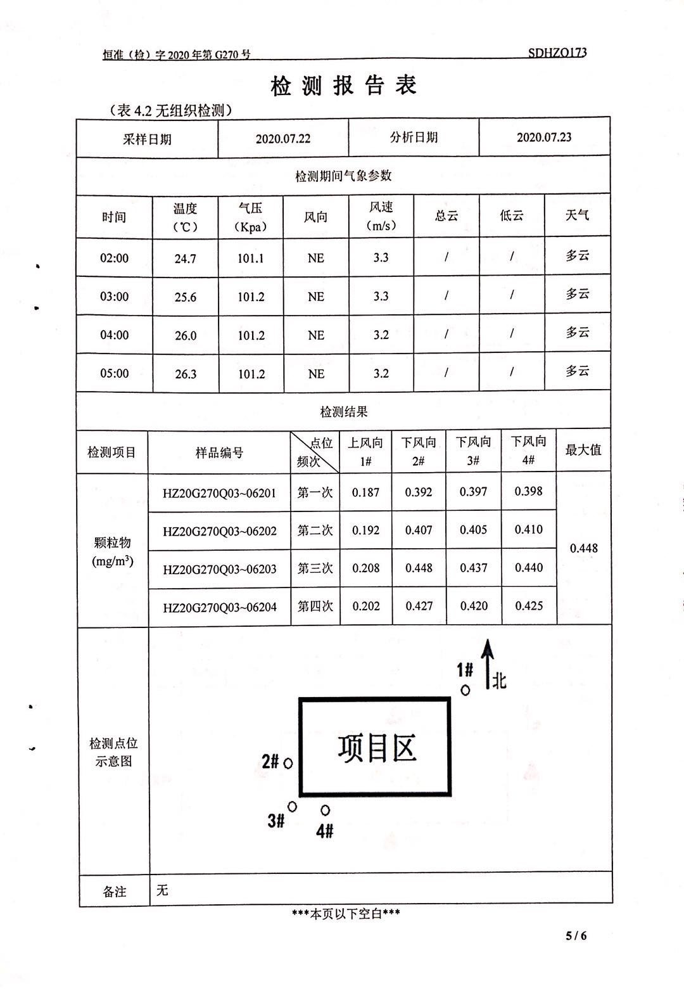 恒准（检）字 2020 年第 G270 号 SDHZO173
检 测 报 告 表
（表 4.2 无组织检测）
采样日期 2020.07.22 分析日期 2020.07.23
检测期间气象参数
时间 温度（℃） 气压（Kpa） 风向 风速（m/s） 总云 低云 天气
02:00 24.7 101.1 NE 3.3 / / 多云
03:00 25.6 101.2 NE 3.3 / / 多云
04:00 26.0 101.2 NE 3.2 / / 多云
05:00 26.3 101.2 NE 3.2 / / 多云
检测结果
检测项目 样品编号 点位 频次 上风向1# 下风向2# 下风向3# 下风向4# 最大值
颗粒物(mg/m³) HZ20G270Q03~06201 第一次 0.187 0.392 0.397 0.398 0.448
HZ20G270Q03~06202 第二次 0.192 0.407 0.405 0.410
HZ20G270Q03~06203 第三次 0.208 0.448 0.437 0.440
HZ20G270Q03~06204 第四次 0.202 0.427 0.420 0.425
检测点位示意图
1#
北
项目区
2#
3#
4#
备注 无
***本页以下空白***
5 / 6